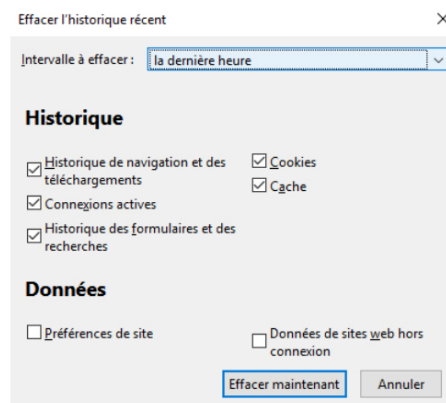 Effacer l'historique récent
Intervalle à effacer : la dernière heure
Historique
Historique de navigation et des
téléchargements
Cookies
Cache
Connexions actives
Historique des formulaires et des
recherches
Données
Préférences de site
Données de sites web hors
connexion
Effacer maintenant
Annuler